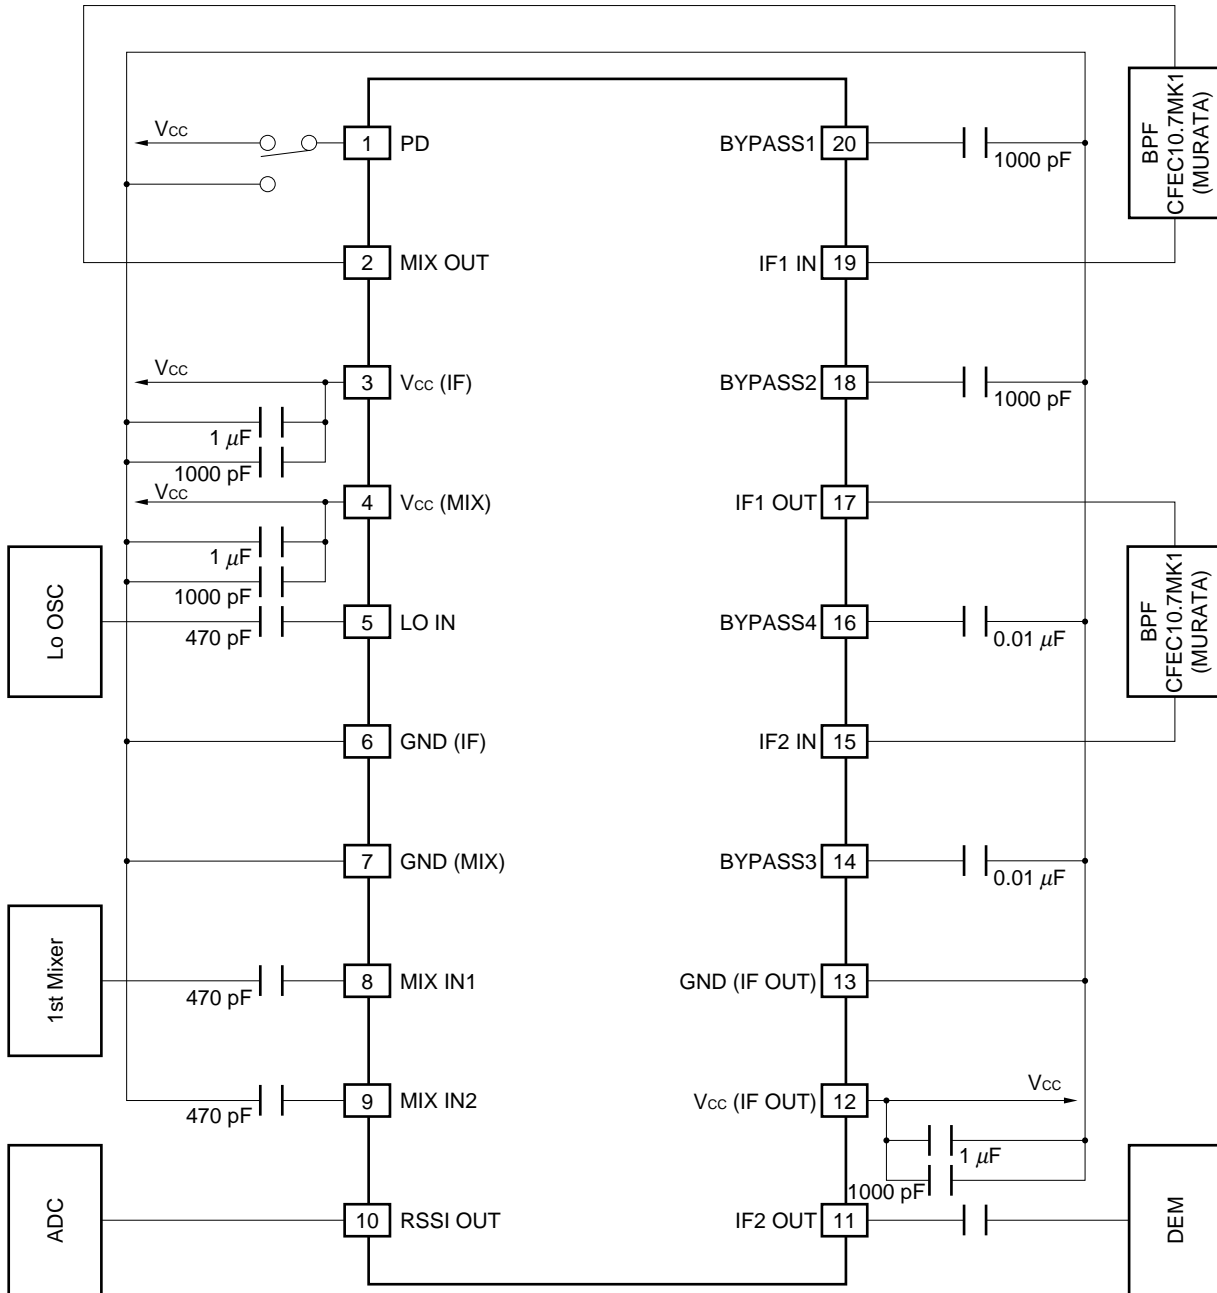 BPF
CFEC10.7MK1
(MURATA)
Vcc
1 PD
BYPASS1 20
1000 pF
2 MIX OUT
IF1 IN 19
Vcc
3 Vcc (IF)
BYPASS2 18
1000 pF
1 μF
1000 pF
Vcc
4 Vcc (MIX)
IF1 OUT 17
1 μF
1000 pF
Lo OSC
470 pF
5 LO IN
BYPASS4 16
0.01 μF
BPF
CFEC10.7MK1
(MURATA)
6 GND (IF)
IF2 IN 15
7 GND (MIX)
BYPASS3 14
0.01 μF
1st Mixer
470 pF
8 MIX IN1
GND (IF OUT) 13
470 pF
9 MIX IN2
Vcc (IF OUT) 12
Vcc
1 μF
1000 pF
ADC
10 RSSI OUT
IF2 OUT 11
DEM